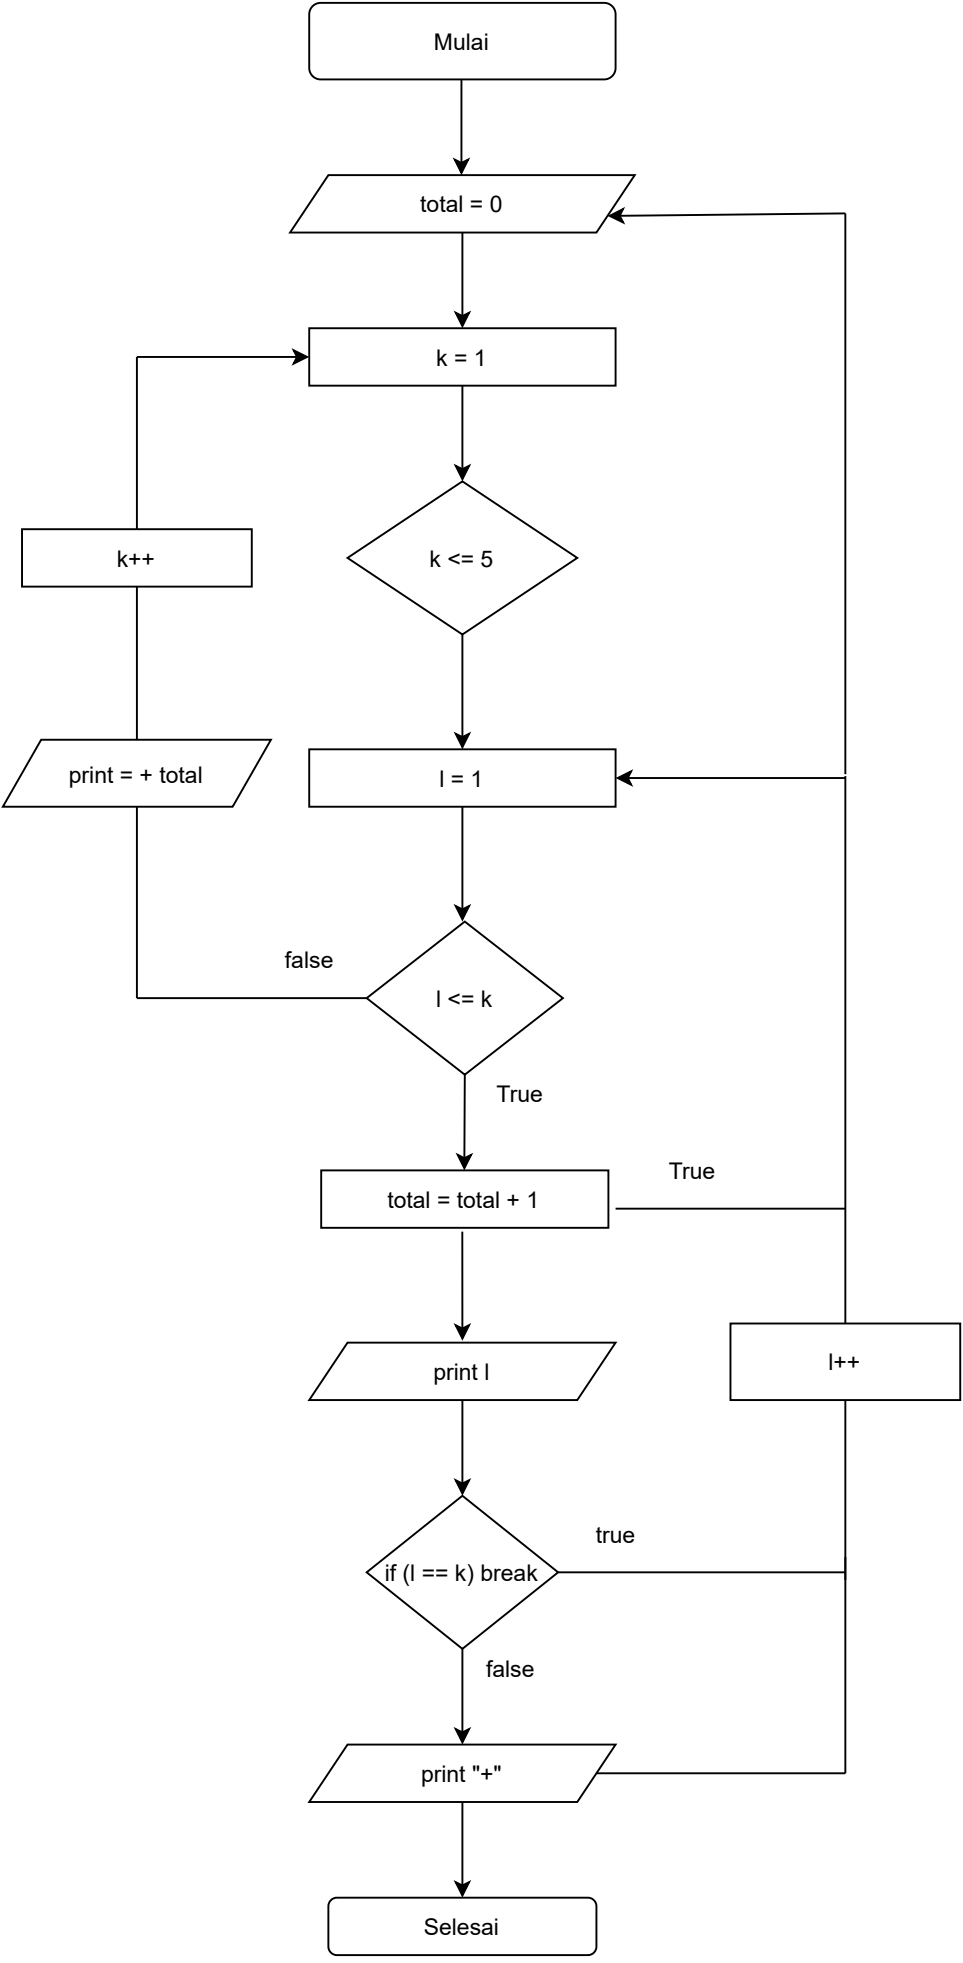 Mulai
total = 0
k = 1
k <= 5
k++
print = + total
l = 1
false
l <= k
True
total = total + 1
True
print l
l++
true
if (l == k) break
false
print "+"
Selesai